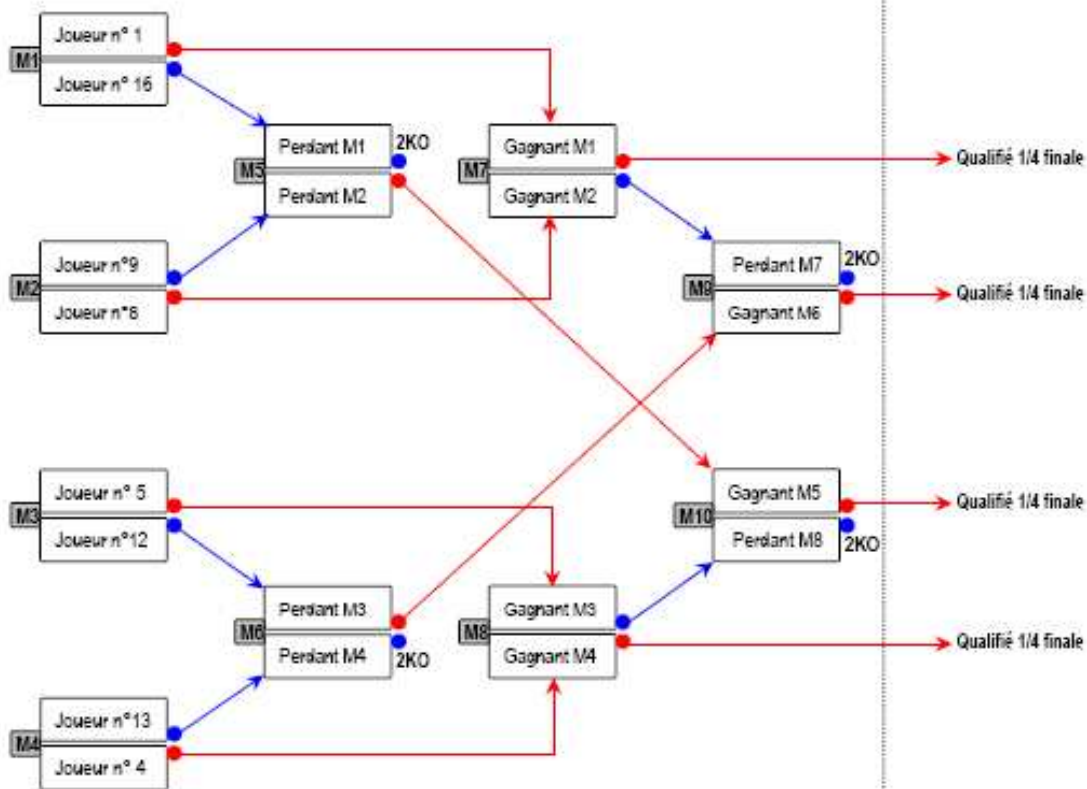 M1
Joueur n° 1
Joueur n° 16
M5
Perdant M1
Perdant M2
2KO
M7
Gagnant M1
Gagnant M2
Qualifié 1/4 finale
M2
Joueur n°9
Joueur n°8
M9
Perdant M7
Gagnant M6
2KO
Qualifié 1/4 finale
M3
Joueur n° 5
Joueur n°12
M10
Gagnant M5
Perdant M8
2KO
Qualifié 1/4 finale
M6
Perdant M3
Perdant M4
2KO
M8
Gagnant M3
Gagnant M4
Qualifié 1/4 finale
M4
Joueur n°13
Joueur n° 4